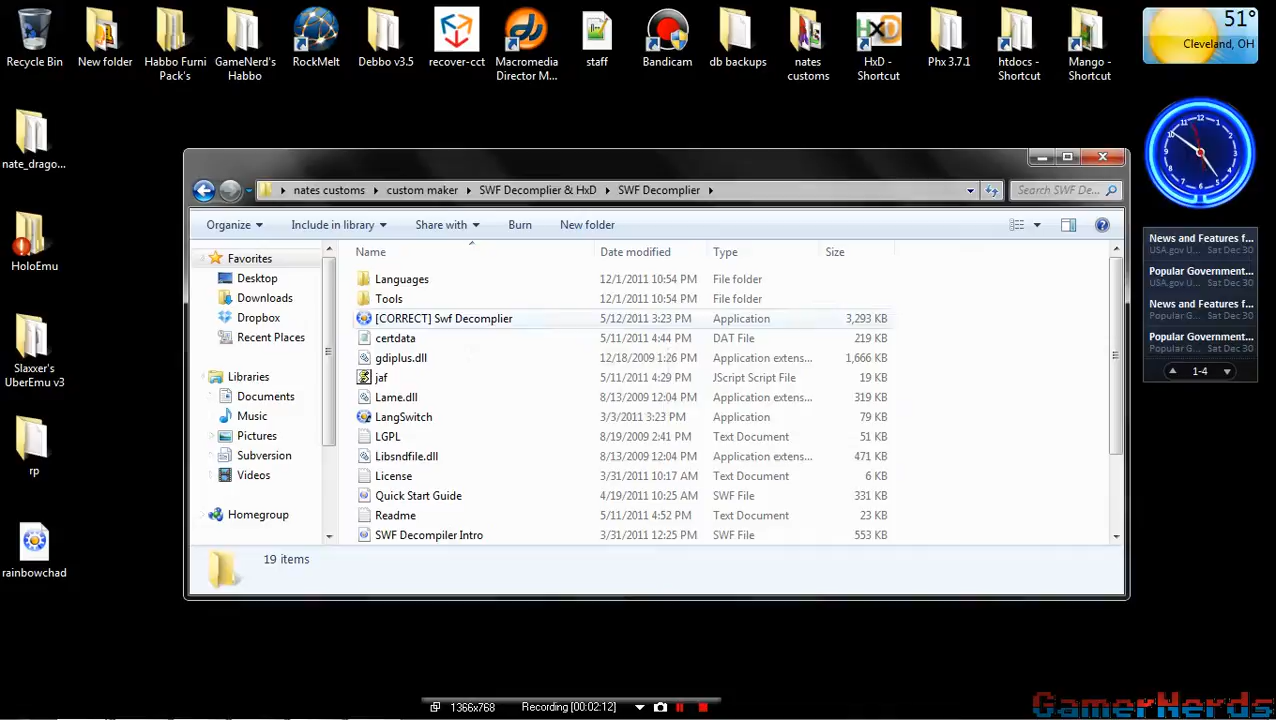 Recycle Bin
New folder
Habbo Furni
Pack's
GameNerd's
Habbo
RockMelt
Debbo v3.5
recover-cct
Macromedia
Director M...
staff
Bandicam
db backups
nates
customs
HxD -
Shortcut
Phx 3.7.1
htdocs -
Shortcut
Mango -
Shortcut
51°
Cleveland, OH
nate_drago...
HoloEmu
Slaxxer's
UberEmu v3
rp
rainbowchad
nates customs
custom maker
SWF Decomplier & HxD
SWF Decomplier
Search SWF De...
Organize
Include in library
Share with
Burn
New folder
Favorites
Desktop
Downloads
Dropbox
Recent Places
Libraries
Documents
Music
Pictures
Subversion
Videos
Homegroup
Name Date modified Type Size
Languages 12/1/2011 10:54 PM File folder
Tools 12/1/2011 10:54 PM File folder
[CORRECT] Swf Decomplier 5/12/2011 3:23 PM Application 3,293 KB
certdata 5/11/2011 4:44 PM DAT File 219 KB
gdiplus.dll 12/18/2009 1:26 PM Application extens... 1,666 KB
jaf 5/11/2011 4:29 PM JScript Script File 19 KB
Lame.dll 8/13/2009 12:04 PM Application extens... 319 KB
LangSwitch 3/3/2011 3:23 PM Application 79 KB
LGPL 8/19/2009 2:41 PM Text Document 51 KB
Libsndfile.dll 8/13/2009 12:04 PM Application extens... 471 KB
License 3/31/2011 10:17 AM Text Document 6 KB
Quick Start Guide 4/19/2011 10:25 AM SWF File 331 KB
Readme 5/11/2011 4:52 PM Text Document 23 KB
SWF Decompiler Intro 3/31/2011 12:25 PM SWF File 553 KB
19 items
News and Features f...
USA.gov U... Sat Dec 30
Popular Government...
USA.gov U... Sat Dec 30
News and Features f...
USA.gov U... Sat Dec 30
Popular Government...
USA.gov U... Sat Dec 30
1-4
1366x768
Recording [00:02:12]
GamerNerds